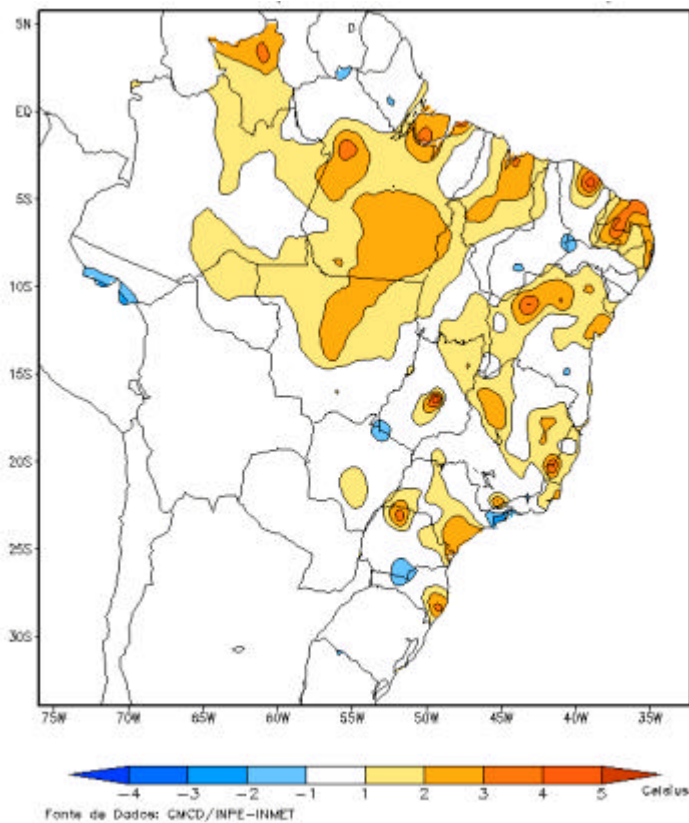 5N
EQ
5S
10S
15S
20S
25S
30S
75W 70W 65W 60W 55W 50W 45W 40W 35W
-4 -3 -2 -1 1 2 3 4 5 Celsius
Fonte de Dados: CMCD/INPE-INMET